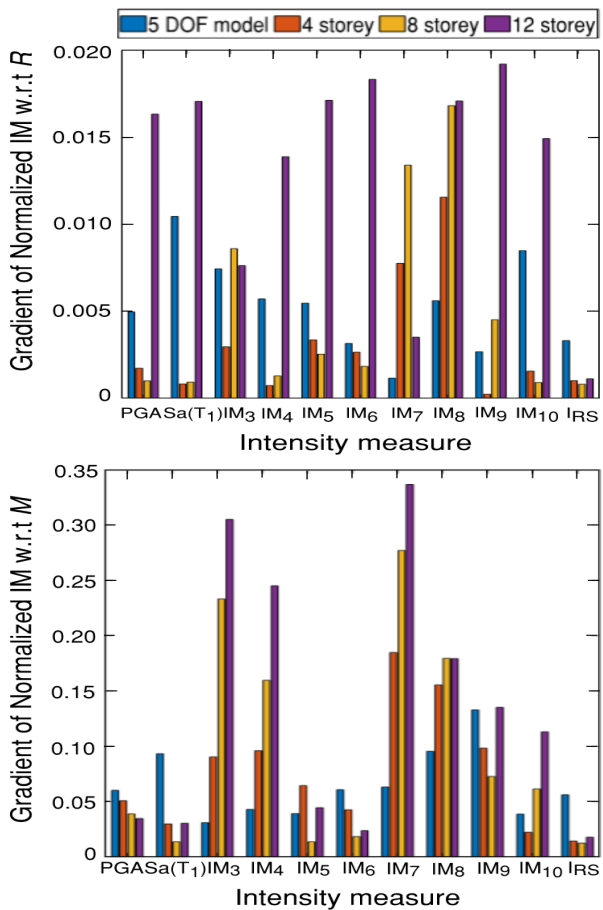 5 DOF model 4 storey 8 storey 12 storey
Gradient of Normalized IM w.r.t R
0.020
0.015
0.010
0.005
0
PGA Sa(T1) IM3 IM4 IM5 IM6 IM7 IM8 IM9 IM10 IRS
Intensity measure
Gradient of Normalized IM w.r.t M
0.35
0.30
0.25
0.20
0.15
0.10
0.05
0
PGA Sa(T1) IM3 IM4 IM5 IM6 IM7 IM8 IM9 IM10 IRS
Intensity measure